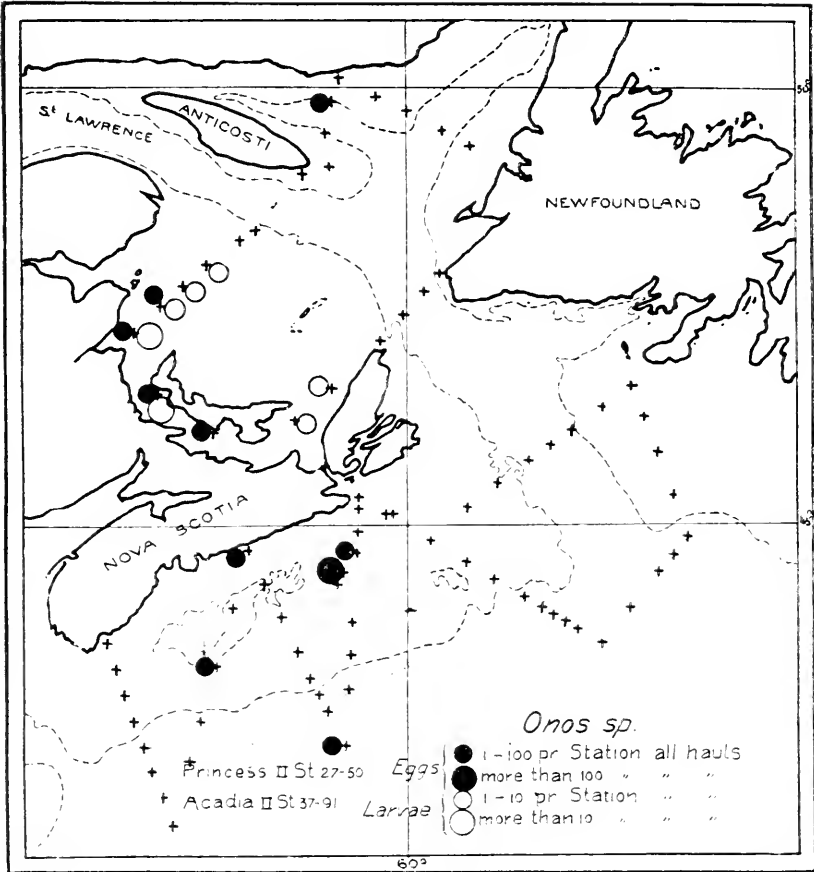 50°
ANTICOSTI
St LAWRENCE
NEWFOUNDLAND
NOVA SCOTIA
Onos sp.
Eggs
1-100 pr Station all hauls
more than 100 " " "
Larvae
1-10 pr Station " "
more than 10 " " "
Princess II St 27-50
Acadia II St 37-91
60°